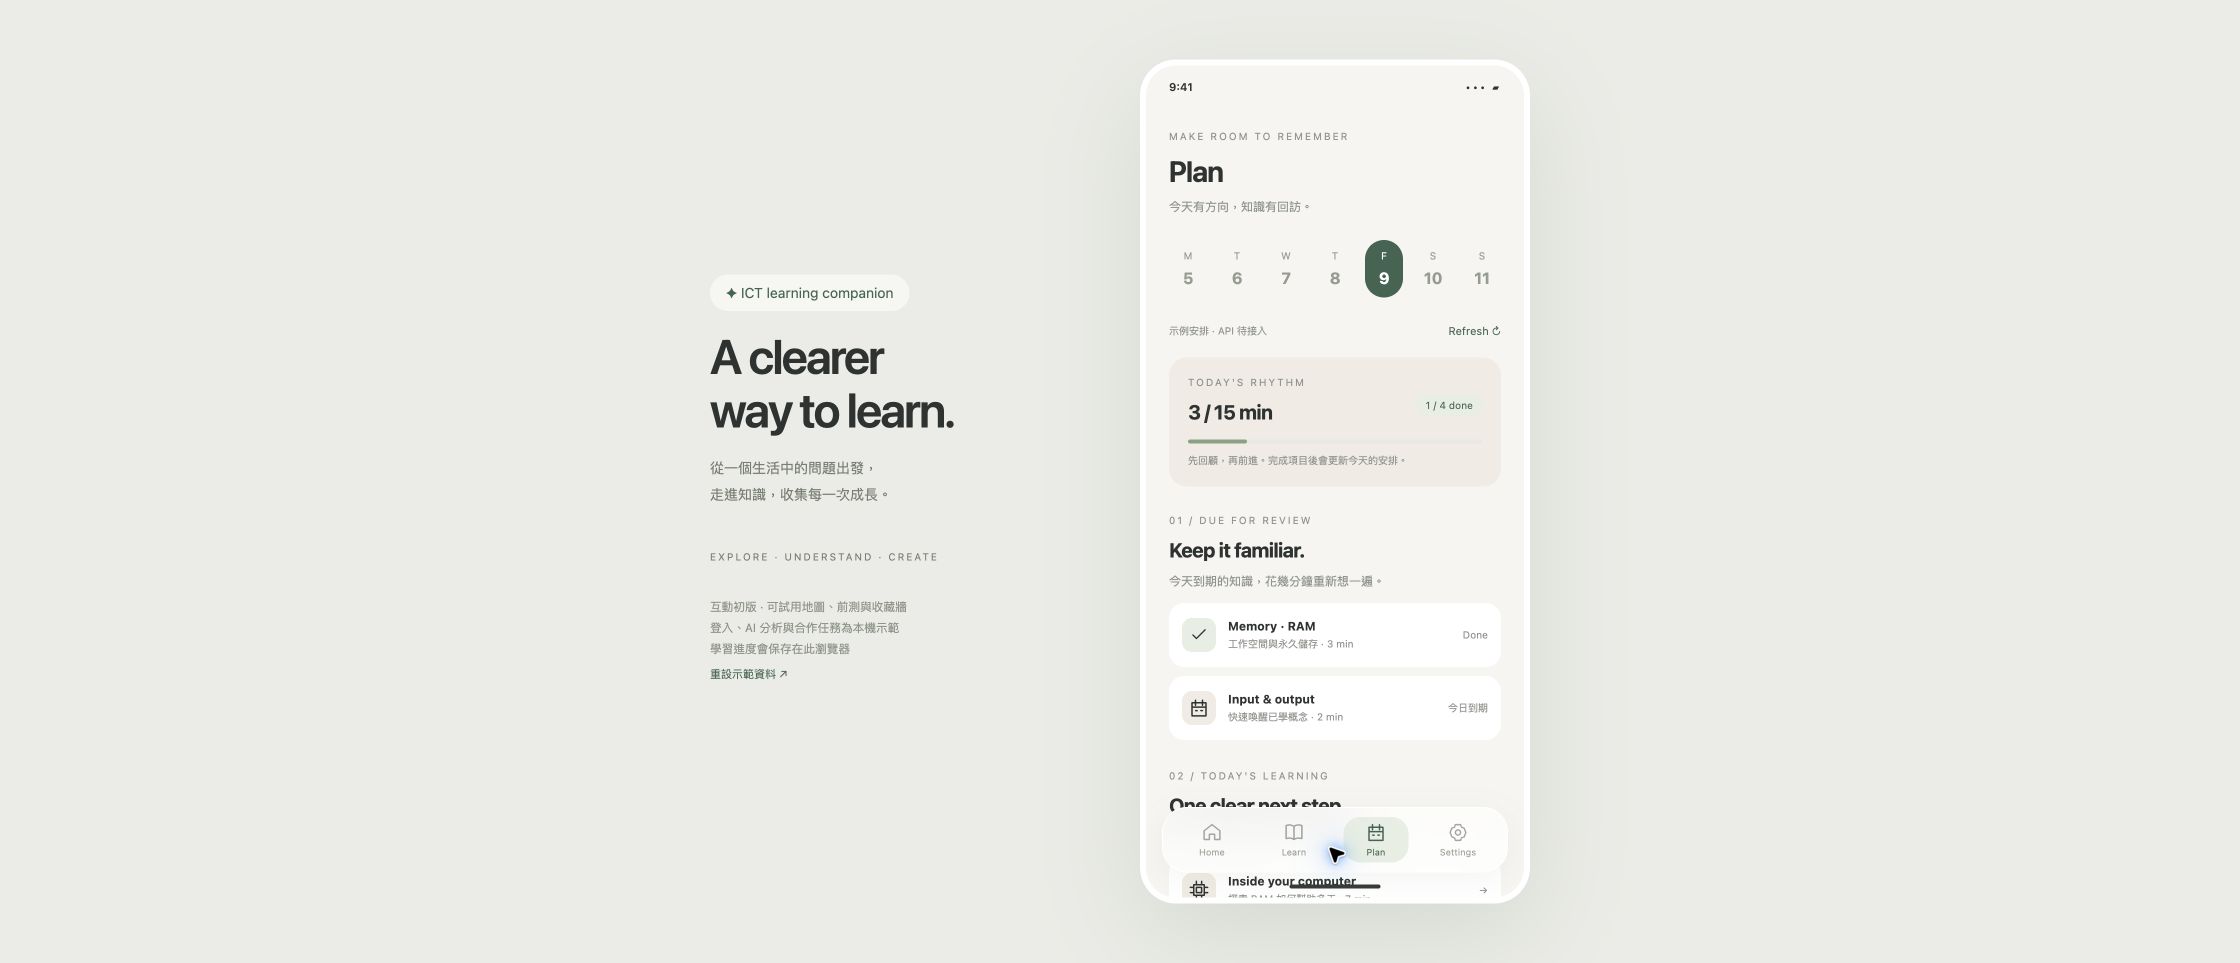 ✦ ICT learning companion
A clearer
way to learn.
從一個生活中的問題出發，
走進知識，收集每一次成長。
EXPLORE · UNDERSTAND · CREATE
互動初版 · 可試用地圖、前測與收藏牆
登入、AI 分析與合作任務為本機示範
學習進度會保存在此瀏覽器
重設示範資料 ↗
9:41
MAKE ROOM TO REMEMBER
Plan
今天有方向，知識有回訪。
M T W T F S S
5 6 7 8 9 10 11
示例安排 · API 待接入
Refresh ↻
TODAY'S RHYTHM
3 / 15 min
1 / 4 done
先回顧，再前進。完成項目後會更新今天的安排。
01 / DUE FOR REVIEW
Keep it familiar.
今天到期的知識，花幾分鐘重新想一遍。
Memory · RAM
工作空間與永久儲存 · 3 min
Done
Input & output
快速喚醒已學概念 · 2 min
今日到期
02 / TODAY'S LEARNING
One clear next step
Home
Learn
Plan
Settings
Inside your computer
→